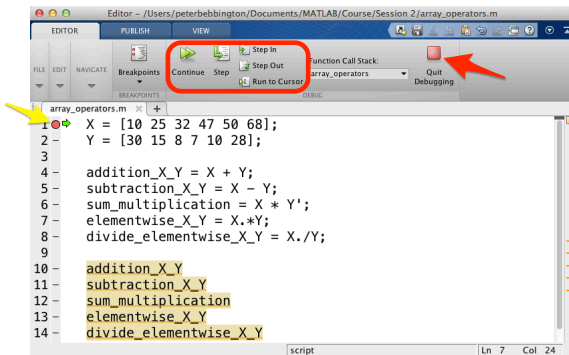 Editor - /Users/peterbebbington/Documents/MATLAB/Course/Session 2/array_operators.m
EDITOR PUBLISH VIEW
FILE EDIT NAVIGATE Breakpoints Continue Step Step In Step Out Run to Cursor Function Call Stack: array_operators Quit Debugging
BREAKPOINTS DEBUG
array_operators.m × +
1 X = [10 25 32 47 50 68];
2 – Y = [30 15 8 7 10 28];
3
4 – addition_X_Y = X + Y;
5 – subtraction_X_Y = X - Y;
6 – sum_multiplication = X * Y';
7 – elementwise_X_Y = X.*Y;
8 – divide_elementwise_X_Y = X./Y;
9
10 – addition_X_Y
11 – subtraction_X_Y
12 – sum_multiplication
13 – elementwise_X_Y
14 – divide_elementwise_X_Y
script Ln 7 Col 24